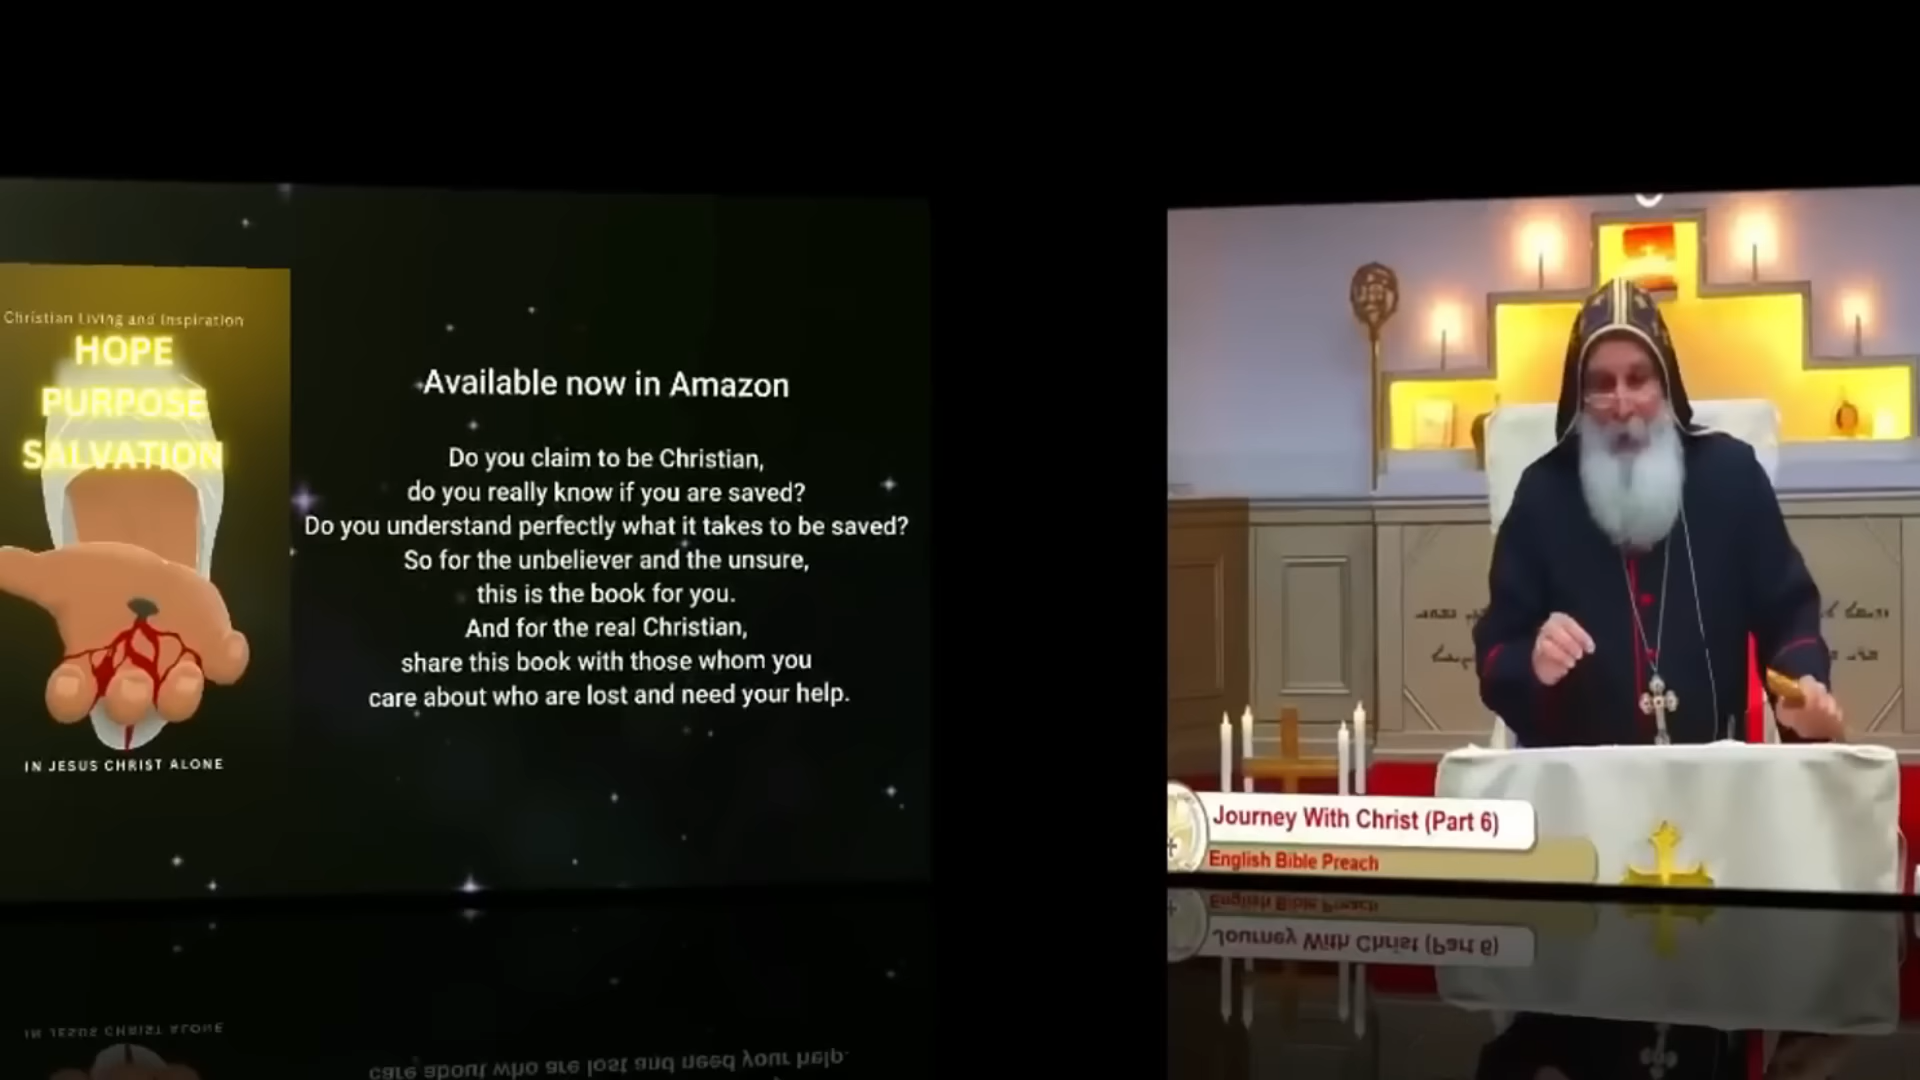 Christian Living and Inspiration
HOPE
PURPOSE
SALVATION
IN JESUS CHRIST ALONE
Available now in Amazon
Do you claim to be Christian,
do you really know if you are saved?
Do you understand perfectly what it takes to be saved?
So for the unbeliever and the unsure,
this is the book for you.
And for the real Christian,
share this book with those whom you
care about who are lost and need your help.
Journey With Christ (Part 6)
English Bible Preach